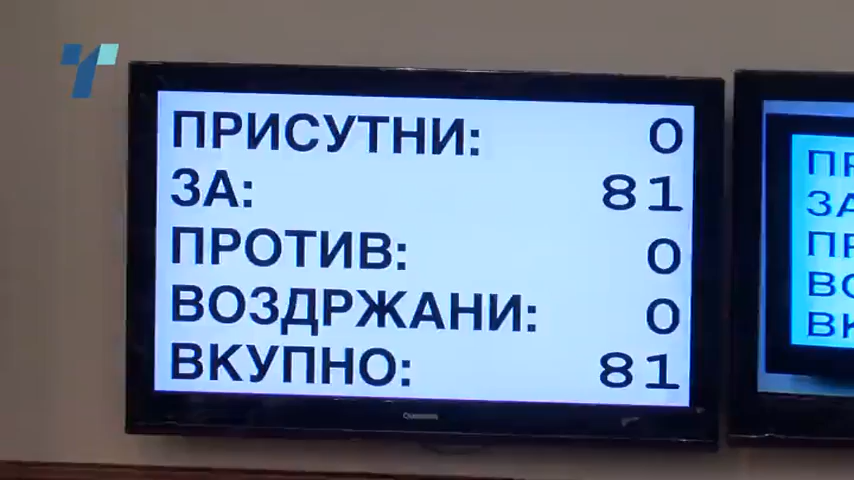 ПРИСУТНИ: 0
ЗА: 81
ПРОТИВ: 0
ВОЗДРЖАНИ: 0
ВКУПНО: 81